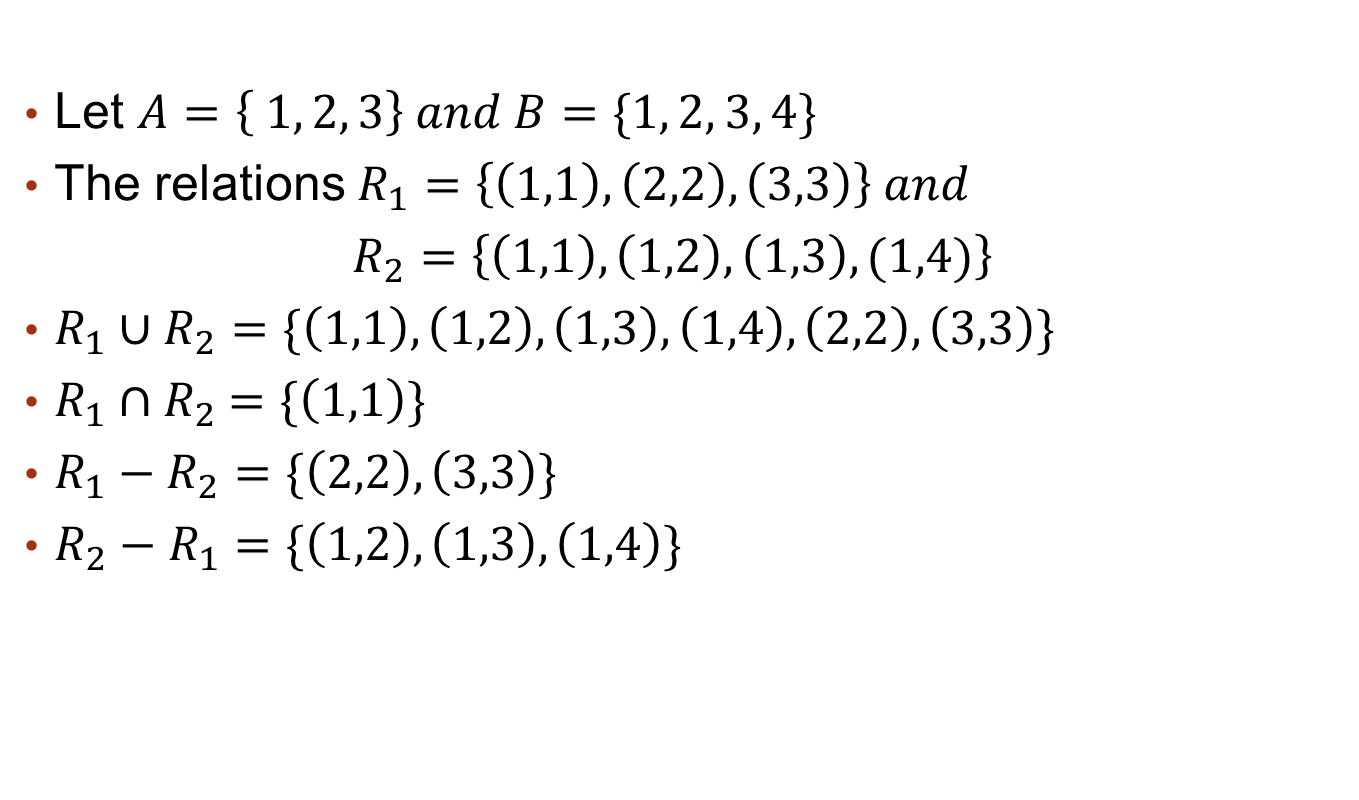 • Let A = { 1, 2, 3} and B = {1, 2, 3, 4}
• The relations R₁ = {(1,1), (2,2), (3,3)} and
R₂ = {(1,1), (1,2), (1,3), (1,4)}
• R₁ ∪ R₂ = {(1,1), (1,2), (1,3), (1,4), (2,2), (3,3)}
• R₁ ∩ R₂ = {(1,1)}
• R₁ − R₂ = {(2,2), (3,3)}
• R₂ − R₁ = {(1,2), (1,3), (1,4)}